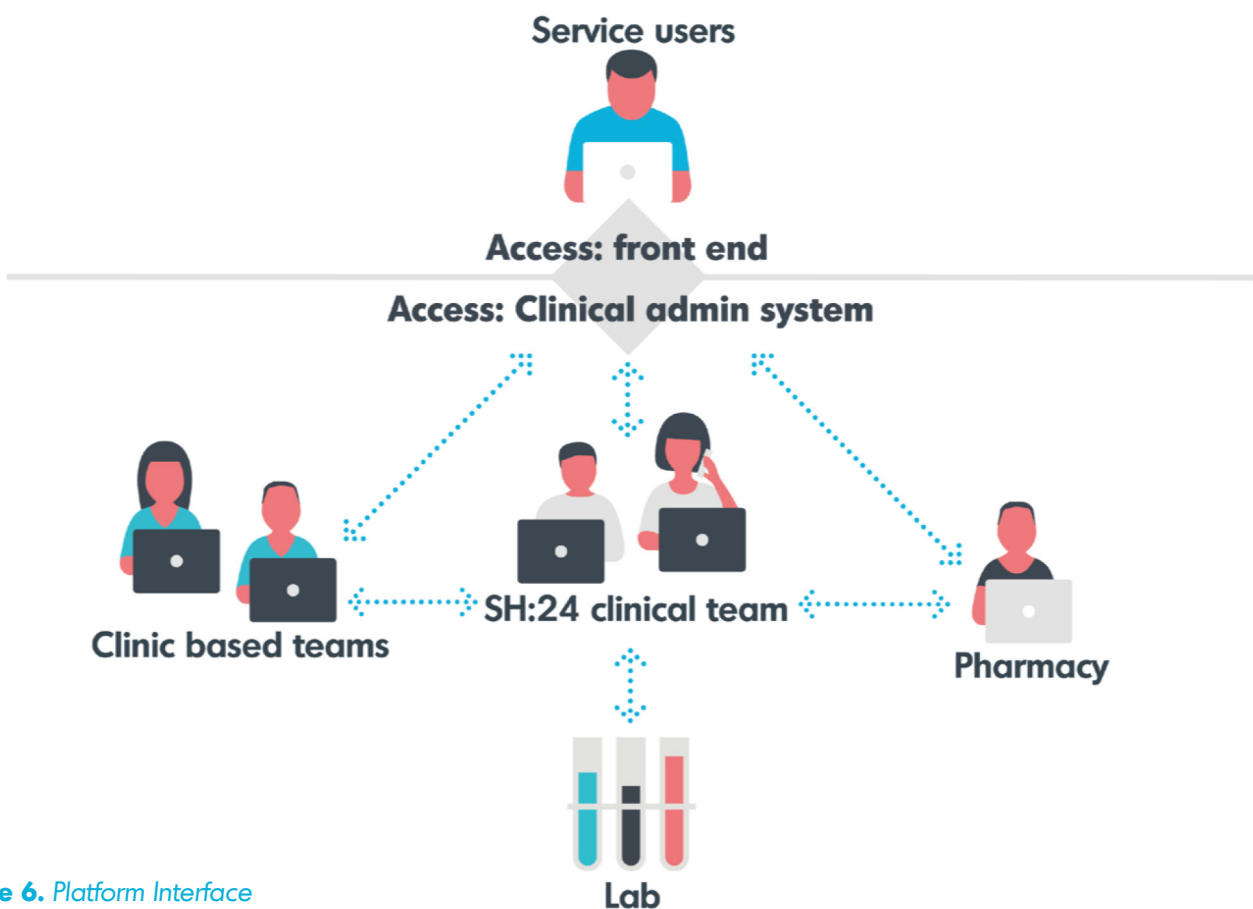 Service users
Access: front end
Access: Clinical admin system
SH:24 clinical team
Clinic based teams
Pharmacy
Lab
e 6. Platform Interface